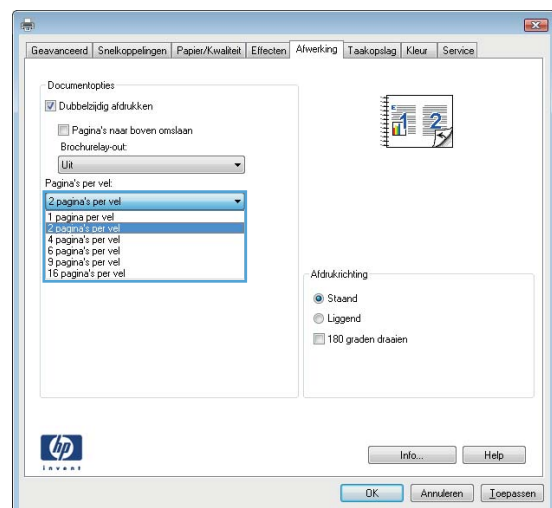 Geavanceerd Snelkoppelingen Papier/Kwaliteit Effecten Afwerking Taakopslag Kleur Service
Documentopties
Dubbelzijdig afdrukken
Pagina's naar boven omslaan
Brochurelay-out:
Uit
Pagina's per vel:
2 pagina's per vel
1 pagina per vel
2 pagina's per vel
4 pagina's per vel
6 pagina's per vel
9 pagina's per vel
16 pagina's per vel
1 2
Afdrukrichting
Staand
Liggend
180 graden draaien
hp
invent
Info... Help
OK Annuleren Toepassen